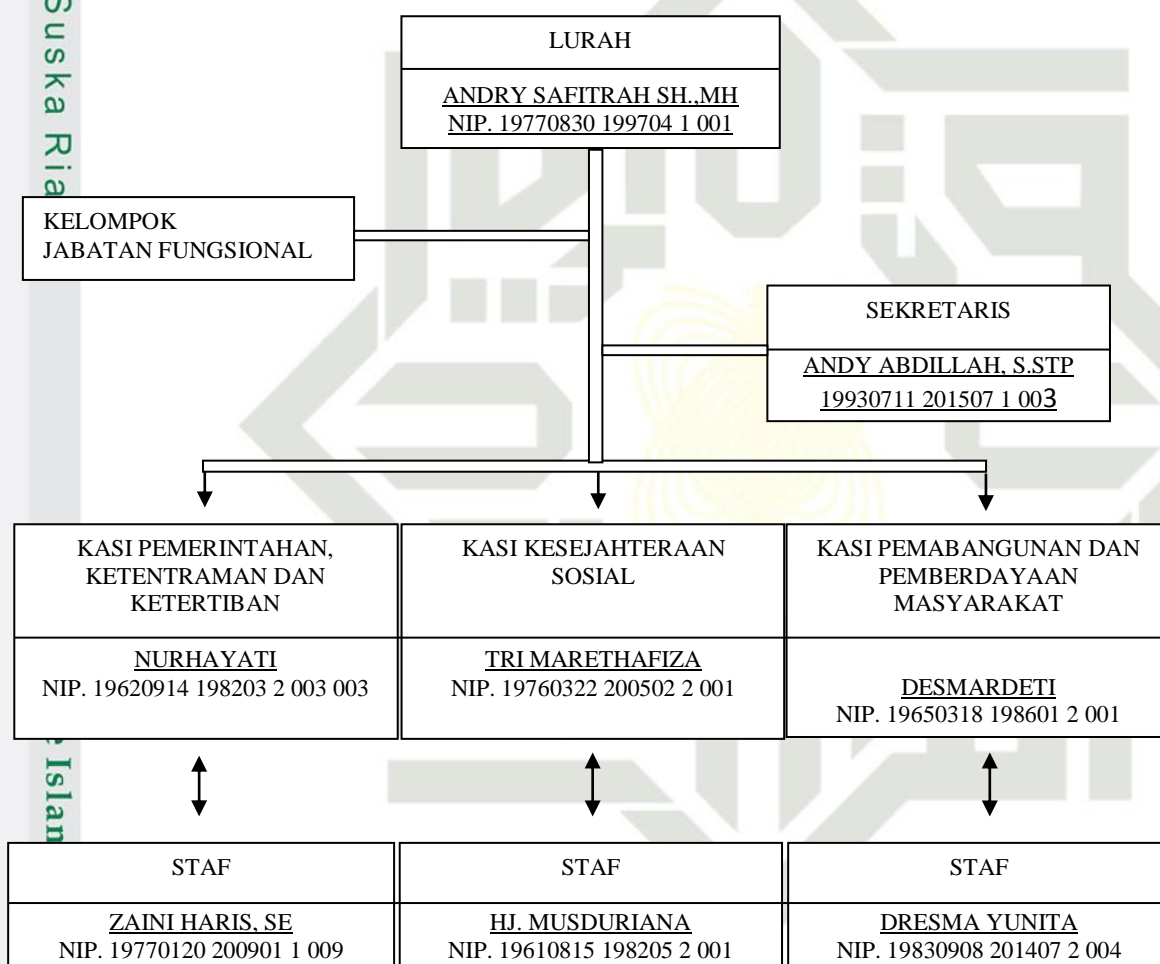 Suska Ria
LURAH
ANDRY SAFITRAH SH.,MH
NIP. 19770830 199704 1 001
KELOMPOK
JABATAN FUNGSIONAL
SEKRETARIS
ANDY ABDILLAH, S.STP
19930711 201507 1 003
KASI PEMERINTAHAN,
KETENTRAMAN DAN
KETERTIBAN
NURHAYATI
NIP. 19620914 198203 2 003 003
KASI KESEJAHTERAAN
SOSIAL
TRI MARETHAFIZA
NIP. 19760322 200502 2 001
KASI PEMABANGUNAN DAN
PEMBERDAYAAN
MASYARAKAT
DESMARDETI
NIP. 19650318 198601 2 001
e Islan
STAF
ZAINI HARIS, SE
NIP. 19770120 200901 1 009
STAF
HJ. MUSDURIANA
NIP. 19610815 198205 2 001
STAF
DRESMA YUNITA
NIP. 19830908 201407 2 004